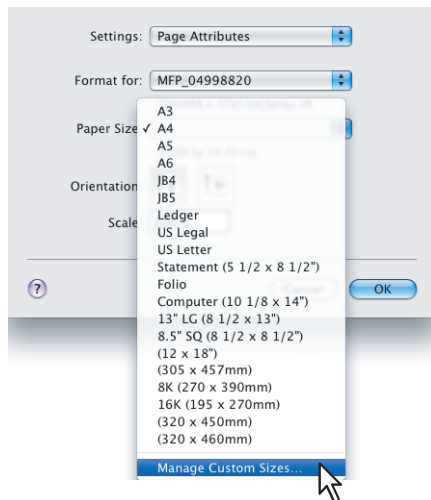 Settings: Page Attributes
Format for: MFP_04998820
Paper Size ✓ A4
A3
A5
A6
JB4
JB5
Orientation
Ledger
Scale
US Legal
US Letter
Statement (5 1/2 x 8 1/2")
Folio
Computer (10 1/8 x 14")
Cancel
OK
?
13" LG (8 1/2 x 13")
8.5" SQ (8 1/2 x 8 1/2")
(12 x 18")
(305 x 457mm)
8K (270 x 390mm)
16K (195 x 270mm)
(320 x 450mm)
(320 x 460mm)
Manage Custom Sizes...